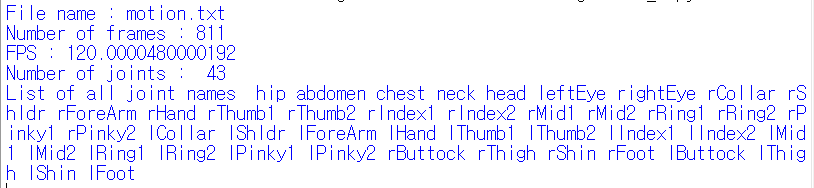 File name : motion.txt
Number of frames : 811
FPS : 120.0000480000192
Number of joints :  43
List of all joint names  hip abdomen chest neck head leftEye rightEye rCollar rS
hldr rForeArm rHand rThumb1 rThumb2 rIndex1 rIndex2 rMid1 rMid2 rRing1 rRing2 rP
inky1 rPinky2 lCollar lShldr lForeArm lHand lThumb1 lThumb2 lIndex1 lIndex2 lMid
1 lMid2 lRing1 lRing2 lPinky1 lPinky2 rButtock rThigh rShin rFoot lButtock lThig
h lShin lFoot